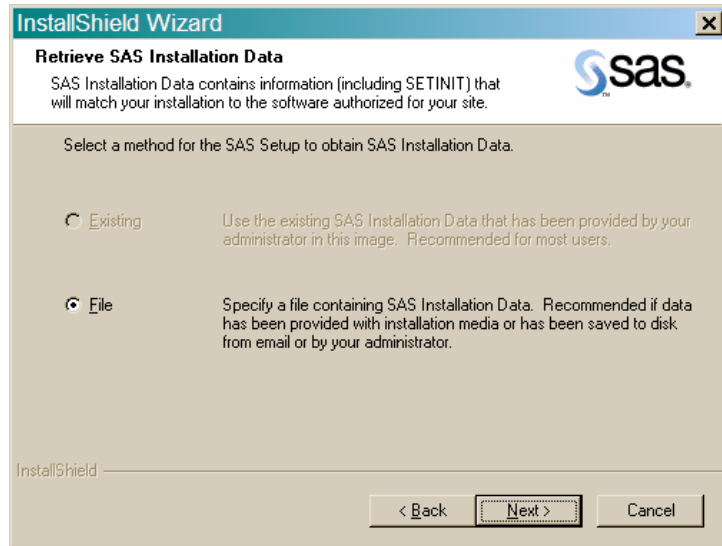 InstallShield Wizard
Retrieve SAS Installation Data
SAS Installation Data contains information (including SETINIT) that
will match your installation to the software authorized for your site.
sas.
TM
Select a method for the SAS Setup to obtain SAS Installation Data.
Existing
Use the existing SAS Installation Data that has been provided by your
administrator in this image. Recommended for most users.
File
Specify a file containing SAS Installation Data. Recommended if data
has been provided with installation media or has been saved to disk
from email or by your administrator.
InstallShield
< Back
Next >
Cancel